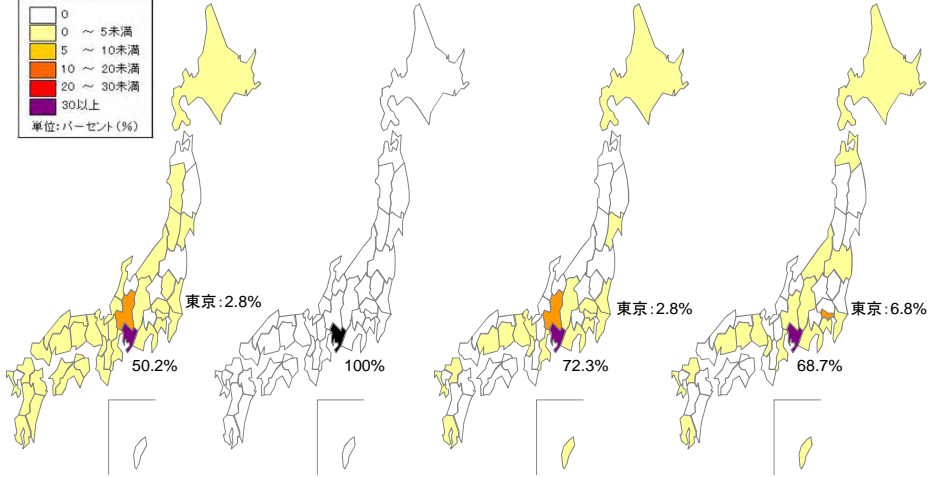 0
0 ～ 5未満
5 ～ 10未満
10 ～ 20未満
20 ～ 30未満
30以上
単位:パーセント(%)
東京:2.8%
50.2%
100%
東京:2.8%
72.3%
東京:6.8%
68.7%